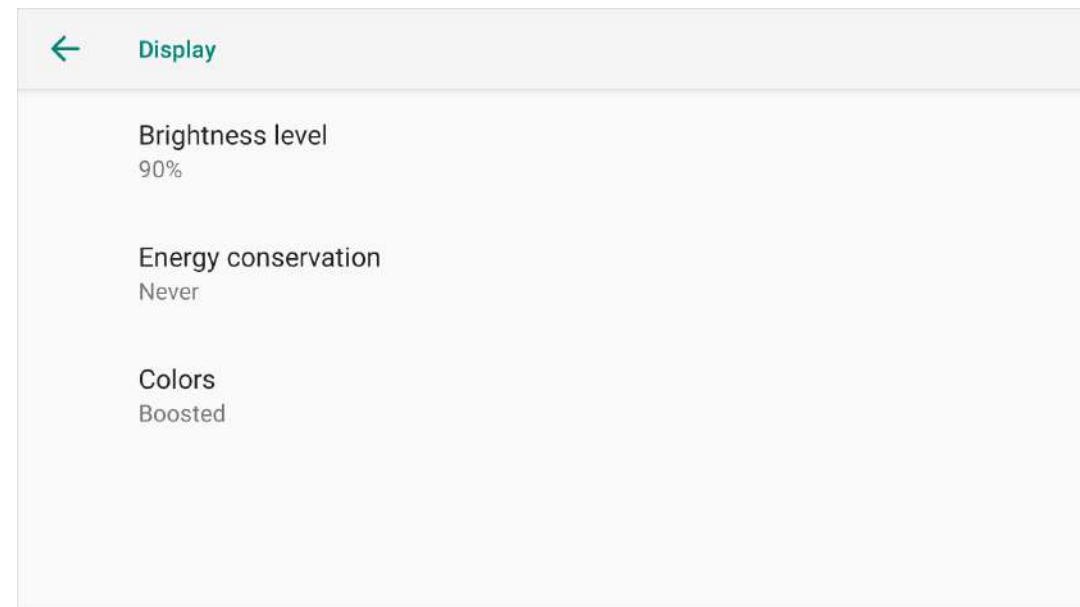 Display
Brightness level
90%
Energy conservation
Never
Colors
Boosted